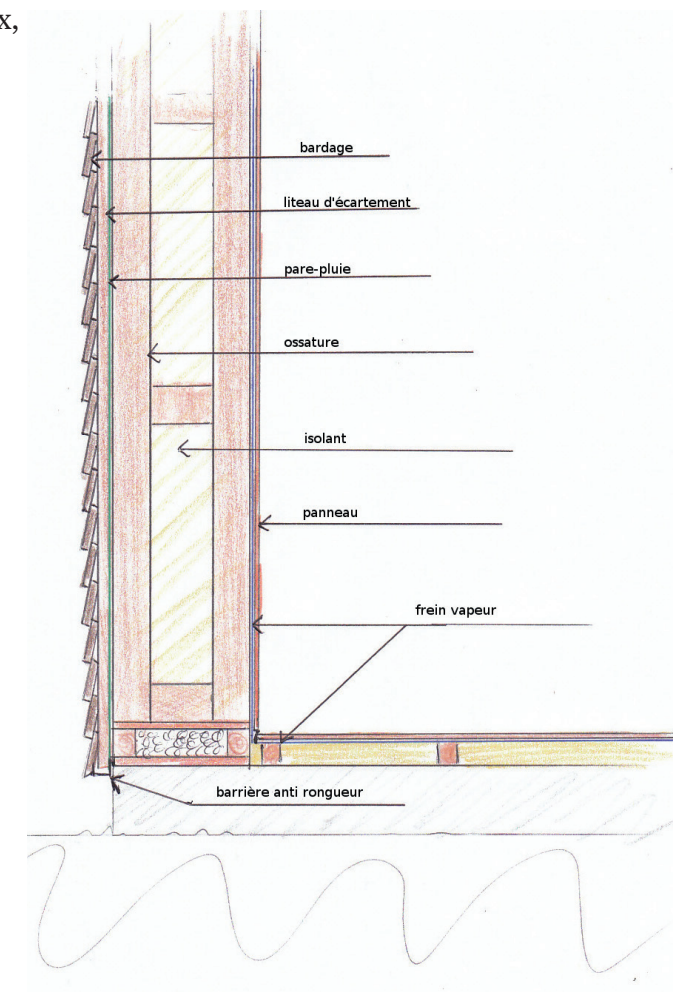 x,
bardage
liteau d'écartement
pare-pluie
ossature
isolant
panneau
frein vapeur
barrière anti rongueur